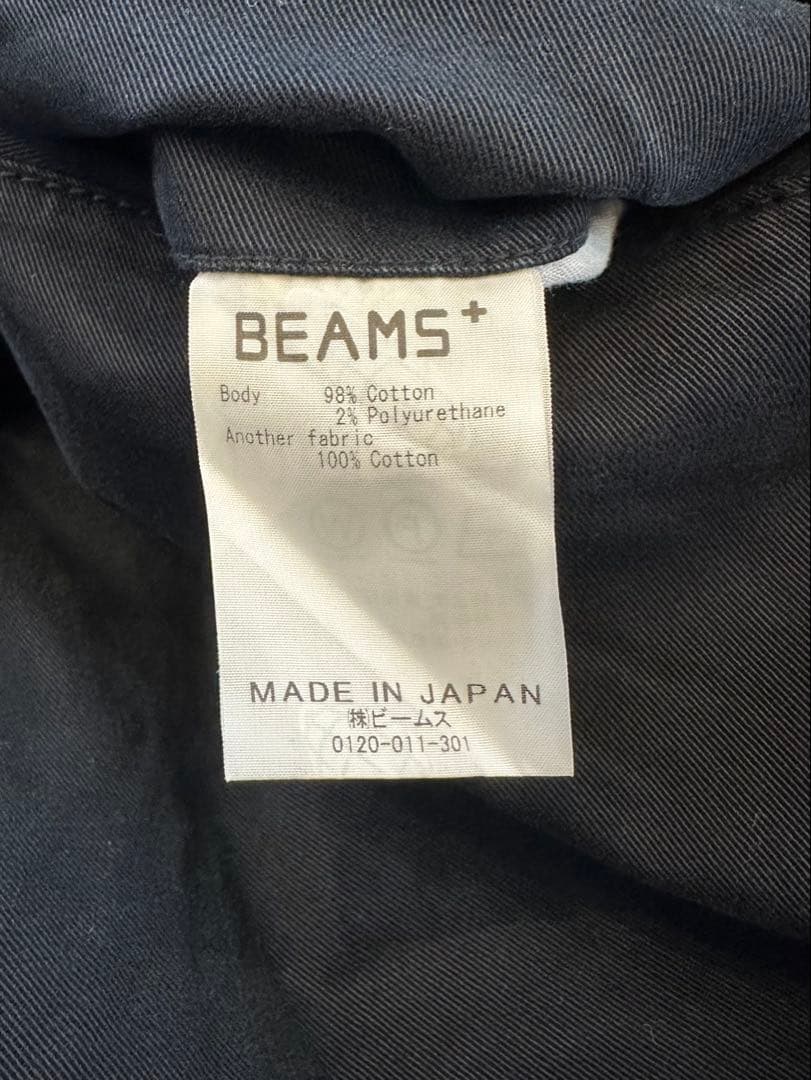 BEAMS+
Body 98% Cotton
2% Polyurethane
Another fabric
100% Cotton
MADE IN JAPAN
㈱ビームス
0120-011-301